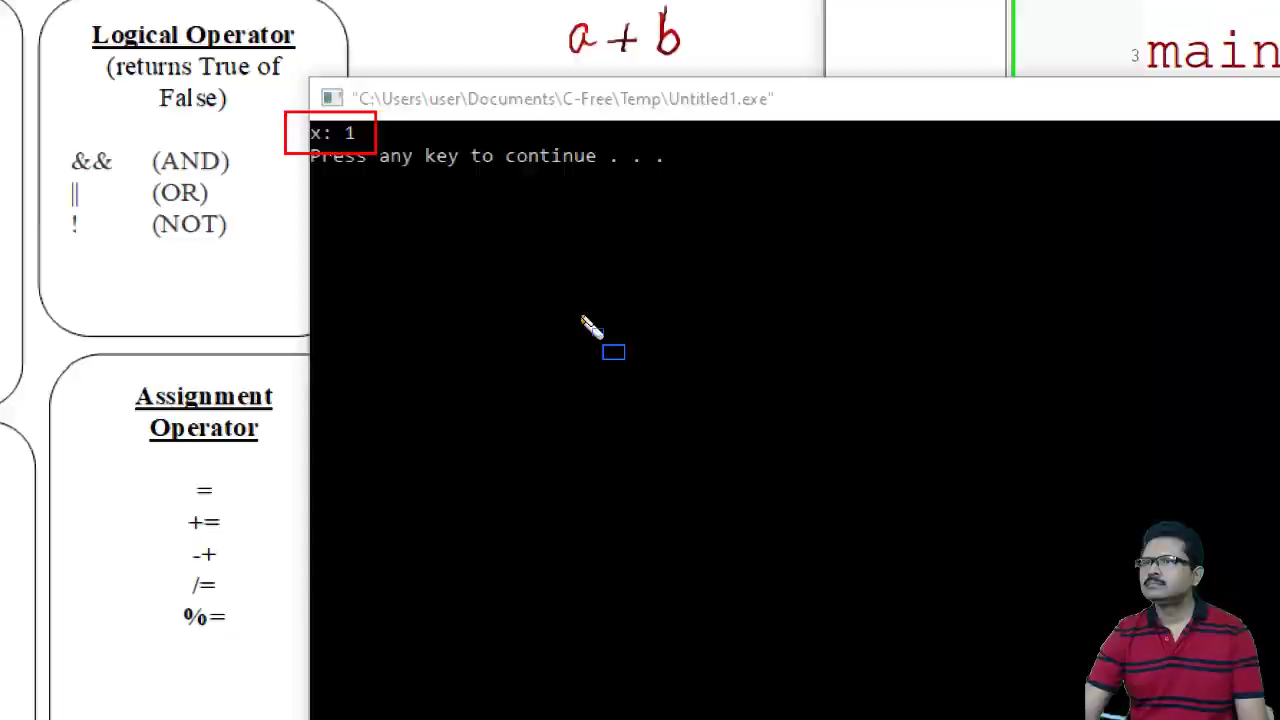 Logical Operator
(returns True of
False)
&& (AND)
|| (OR)
! (NOT)
Assignment
Operator
=
+=
-+
/=
%=
a + b
3 main
"C:\Users\user\Documents\C-Free\Temp\Untitled1.exe"
x: 1
Press any key to continue . . .